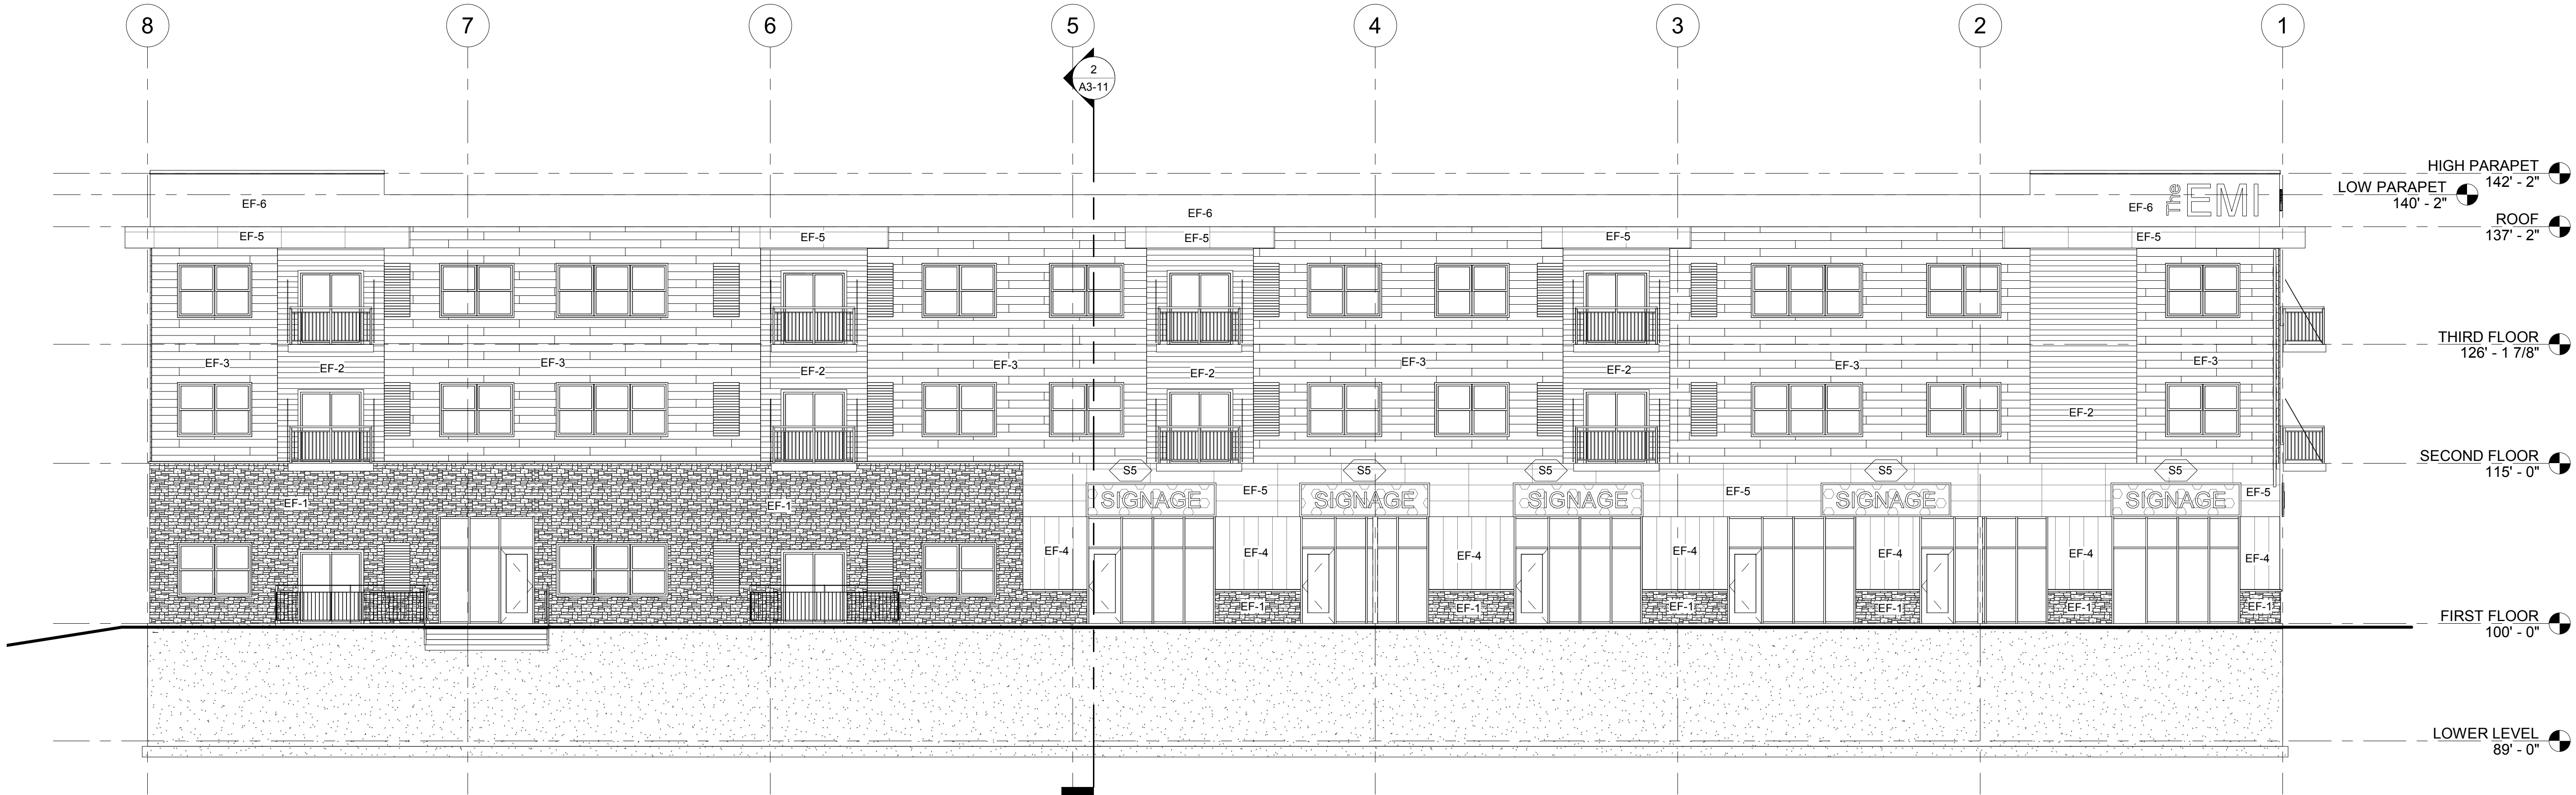 8 7 6 5 4 3 2 1
2
A3-11
HIGH PARAPET
142' - 2"
LOW PARAPET
140' - 2"
EF-6 EF-6 EF-6 The EMI
ROOF
137' - 2"
EF-5 EF-5 EF-5 EF-5 EF-5
THIRD FLOOR
126' - 1 7/8"
EF-3 EF-2 EF-3 EF-2 EF-3 EF-2 EF-3 EF-2 EF-3 EF-2 EF-3
SECOND FLOOR
115' - 0"
S5 S5 S5 S5 S5
EF-1 EF-1 SIGNAGE EF-5 SIGNAGE SIGNAGE EF-5 SIGNAGE SIGNAGE EF-5
EF-4 EF-4 EF-4 EF-4 EF-4 EF-4 EF-4
EF-1 EF-1 EF-1 EF-1 EF-1 EF-1
FIRST FLOOR
100' - 0"
LOWER LEVEL
89' - 0"